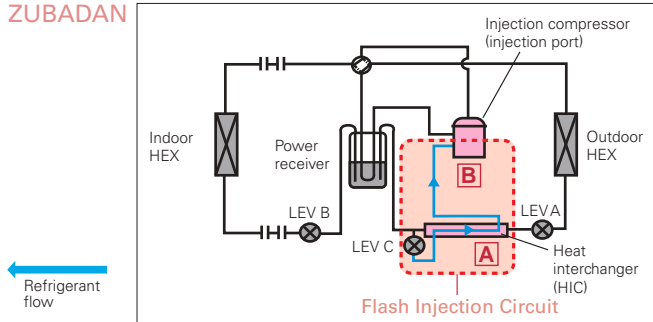 ZUBADAN
Injection compressor
(injection port)
Indoor
HEX
Power
receiver
Outdoor
HEX
B
LEV B
LEV A
LEV C
A
Heat
interchanger
(HIC)
Refrigerant
flow
Flash Injection Circuit